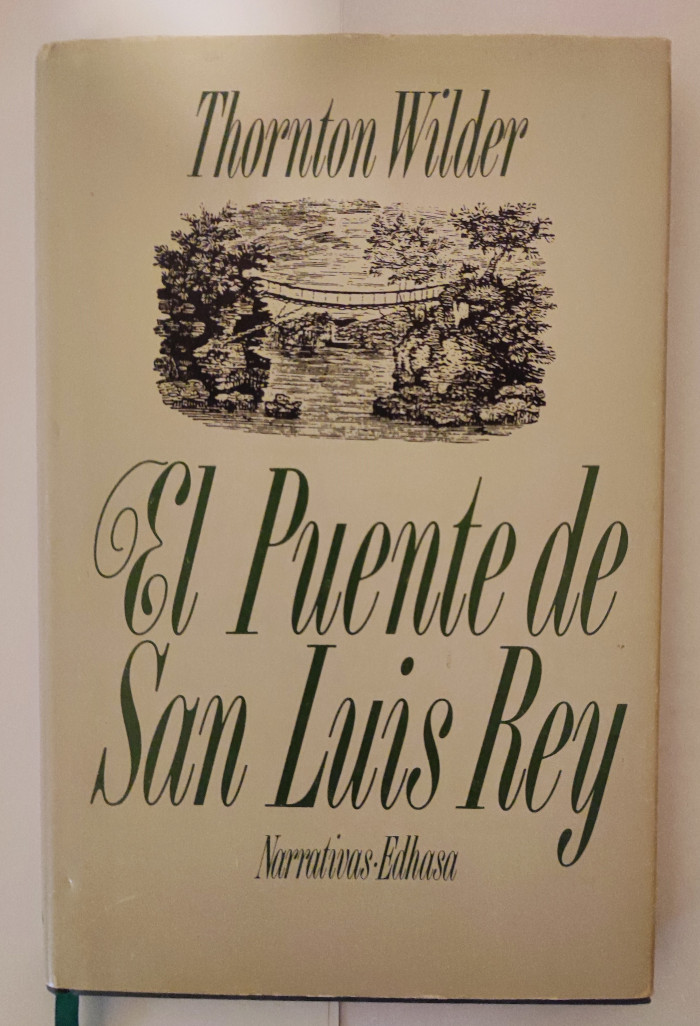 Thornton Wilder
El Puente de
San Luis Rey
Narrativas·Edhasa